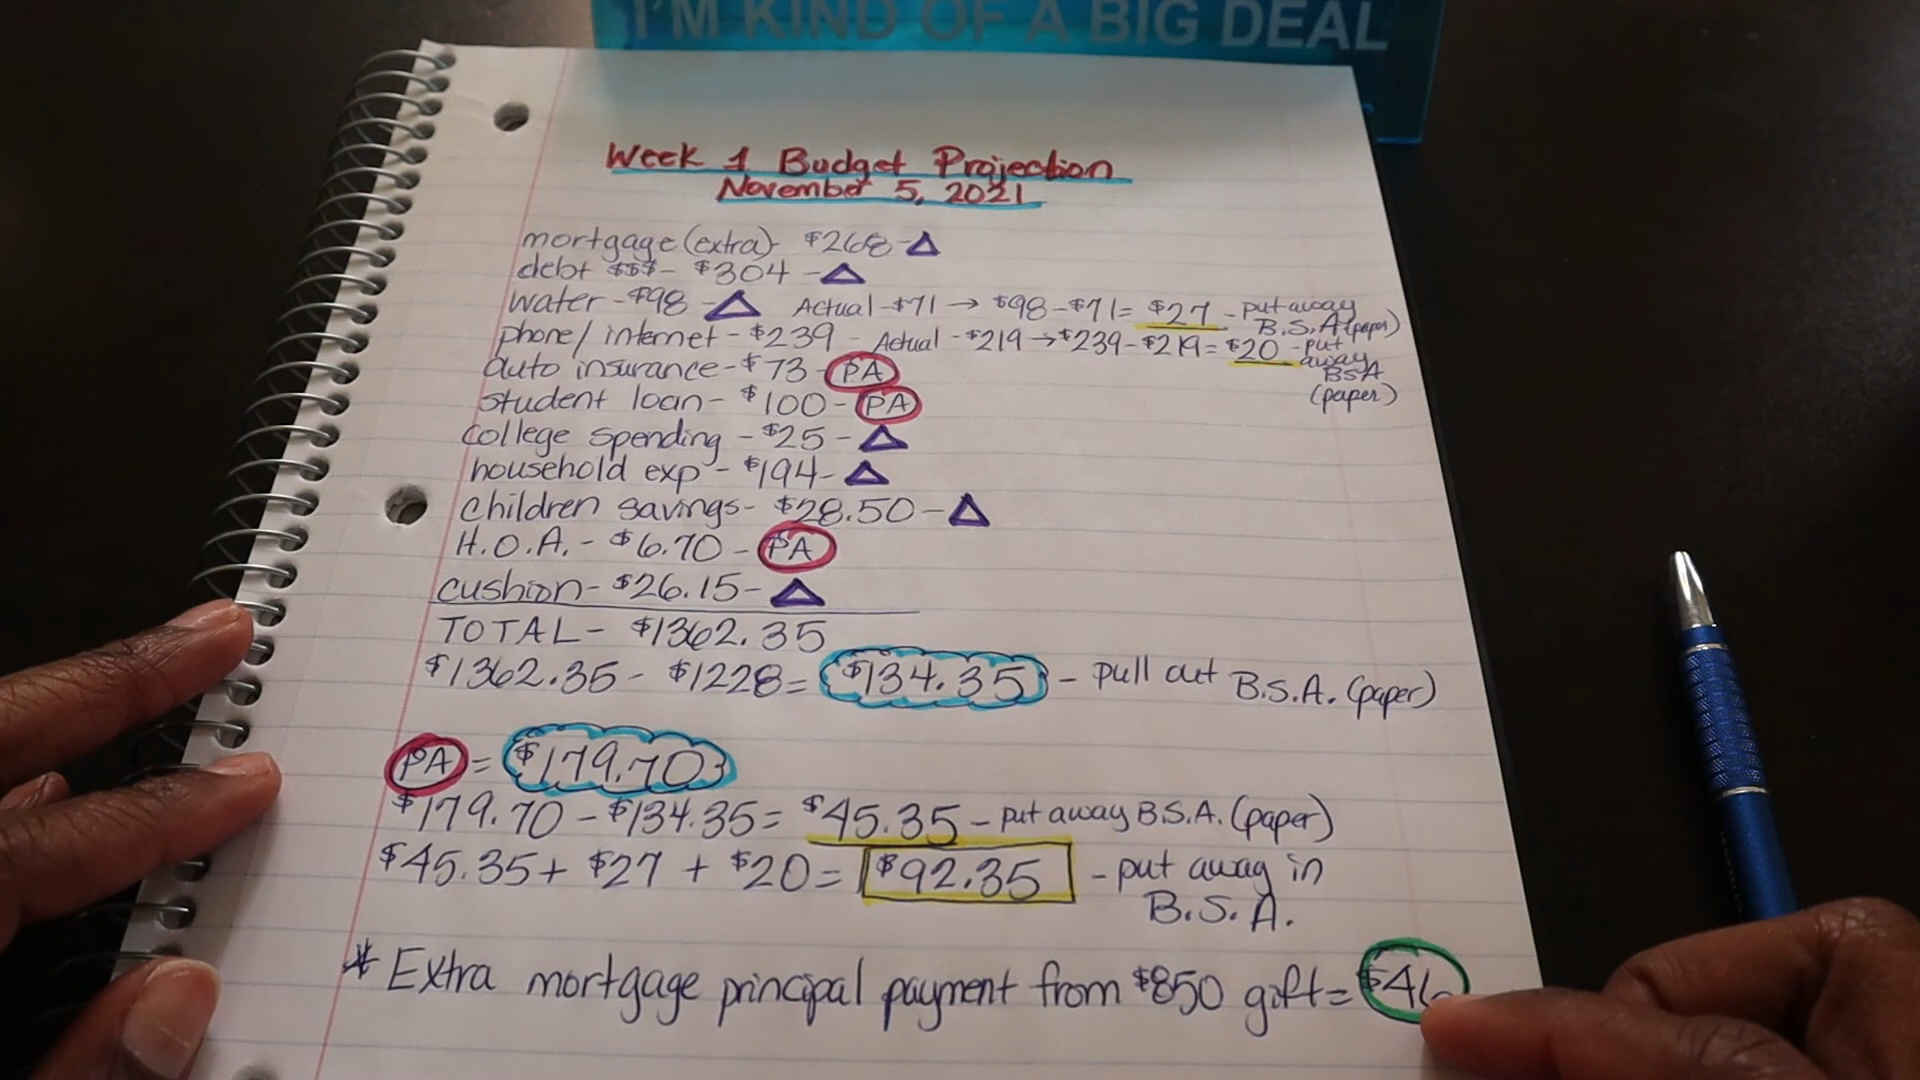 I'M KIND OF A BIG DEAL
Week 1 Budget Projection
November 5, 2021
mortgage (extra) - $268 - △
debt $$$ - $304 - △
water - $98 - △ Actual - $71 → $98 - $71 = $27 - put away B.S.A (paper)
phone/internet - $239 - Actual - $219 → $239 - $219 = $20 - put away BSA (paper)
auto insurance - $73 - PA
student loan - $100 - PA
college spending - $25 - △
household exp - $194 - △
children savings - $28.50 - △
H.O.A. - $6.70 - PA
cushion - $26.15 - △
TOTAL - $1362.35
$1362.35 - $1228 = $134.35 - pull out B.S.A. (paper)
PA = $179.70
$179.70 - $134.35 = $45.35 - put away B.S.A. (paper)
$45.35 + $27 + $20 = $92.35 - put away in
B.S.A.
* Extra mortgage principal payment from $850 gift =